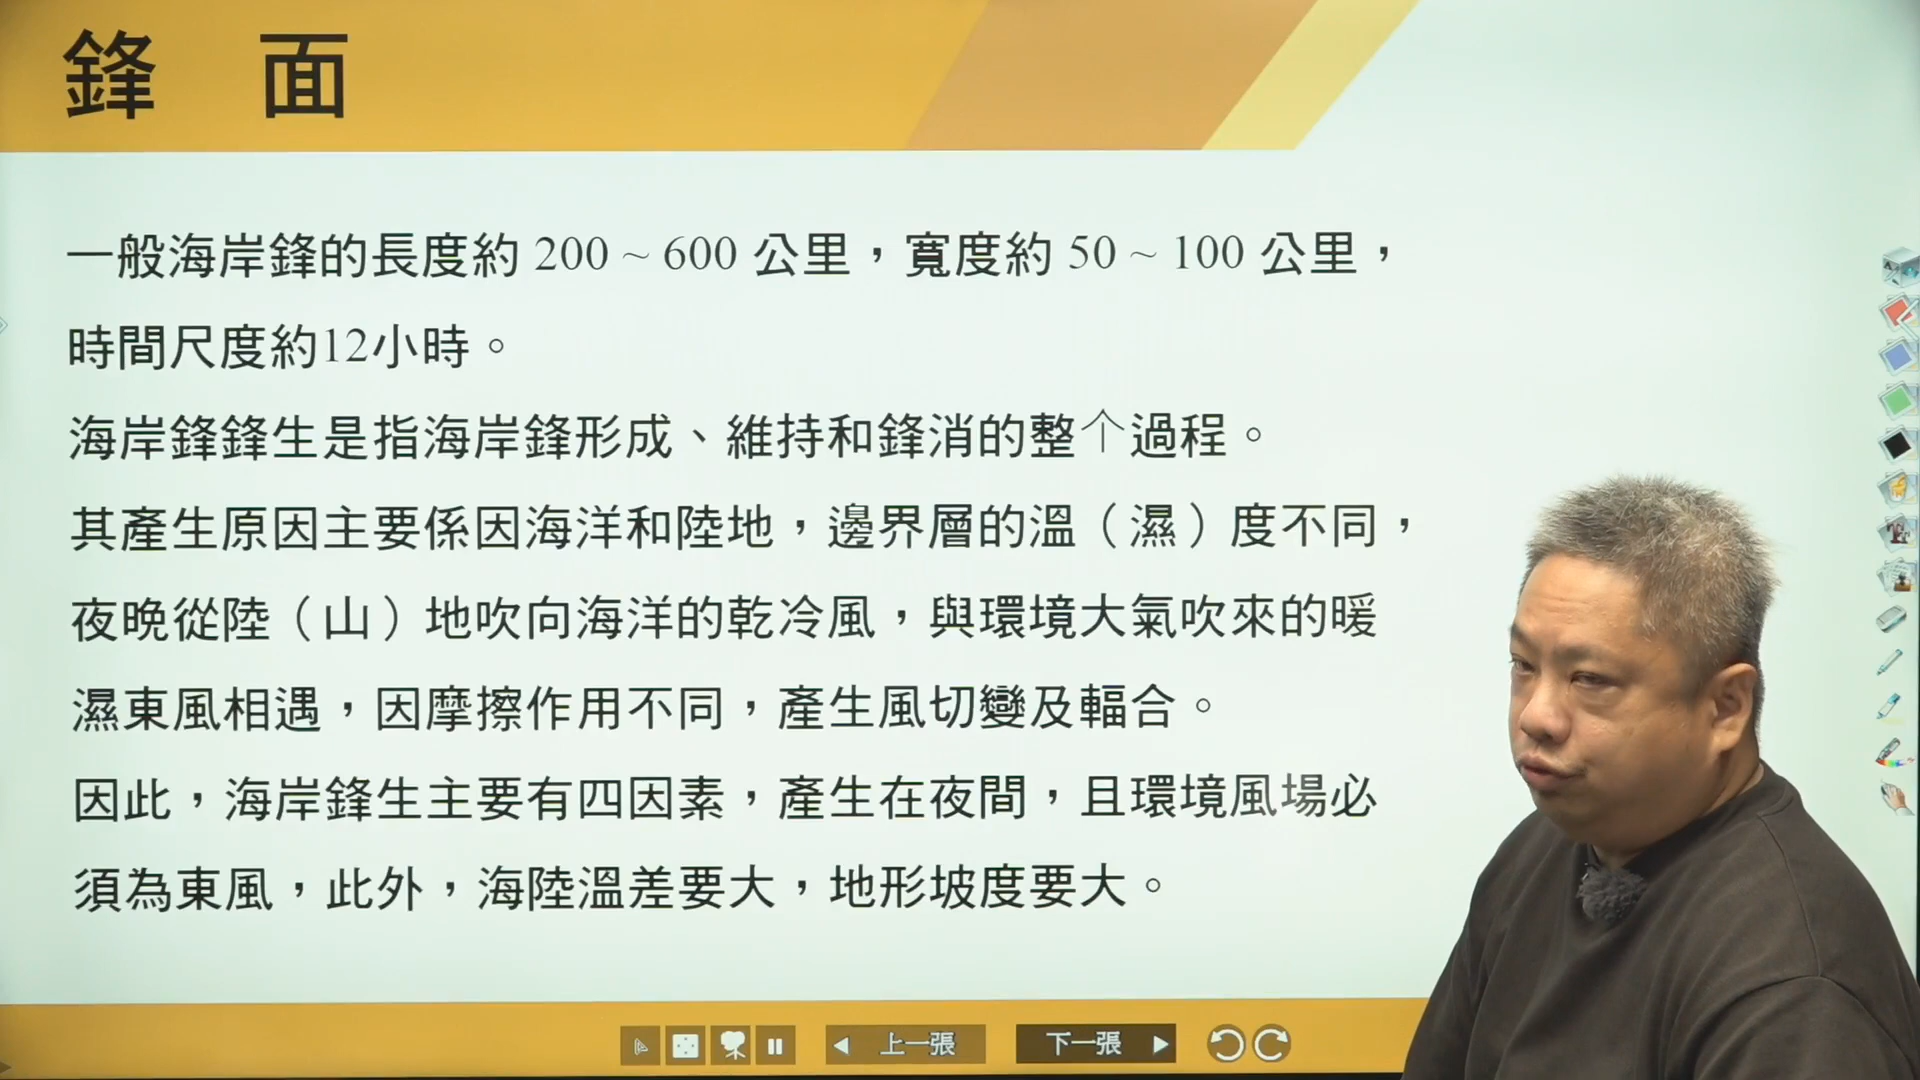 鋒　面
一般海岸鋒的長度約 200 ~ 600 公里，寬度約 50 ~ 100 公里，
時間尺度約12小時。
海岸鋒鋒生是指海岸鋒形成、維持和鋒消的整个過程。
其產生原因主要係因海洋和陸地，邊界層的溫（濕）度不同，
夜晚從陸（山）地吹向海洋的乾冷風，與環境大氣吹來的暖
濕東風相遇，因摩擦作用不同，產生風切變及輻合。
因此，海岸鋒生主要有四因素，產生在夜間，且環境風場必
須為東風，此外，海陸溫差要大，地形坡度要大。
上一張
下一張